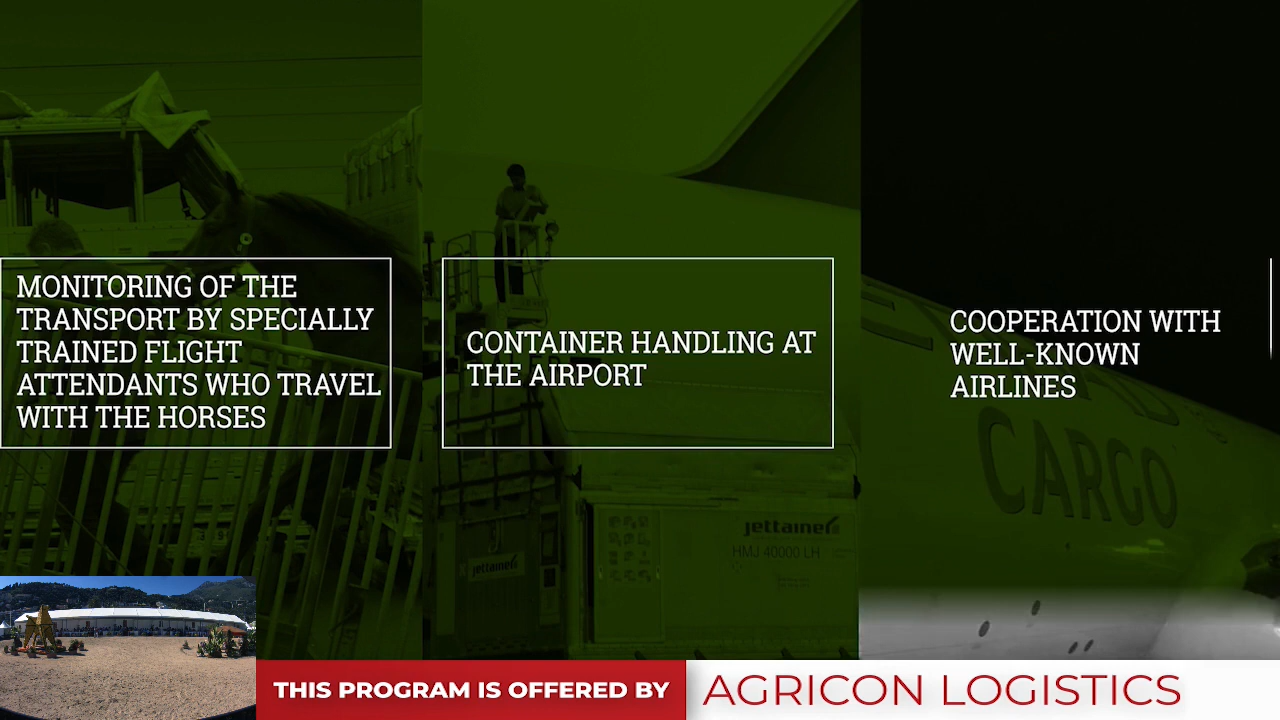 MONITORING OF THE
TRANSPORT BY SPECIALLY
TRAINED FLIGHT
ATTENDANTS WHO TRAVEL
WITH THE HORSES
CONTAINER HANDLING AT
THE AIRPORT
COOPERATION WITH
WELL-KNOWN
AIRLINES
CARGO
jettainer
HMJ 40000 LH
jettainer
THIS PROGRAM IS OFFERED BY
AGRICON LOGISTICS